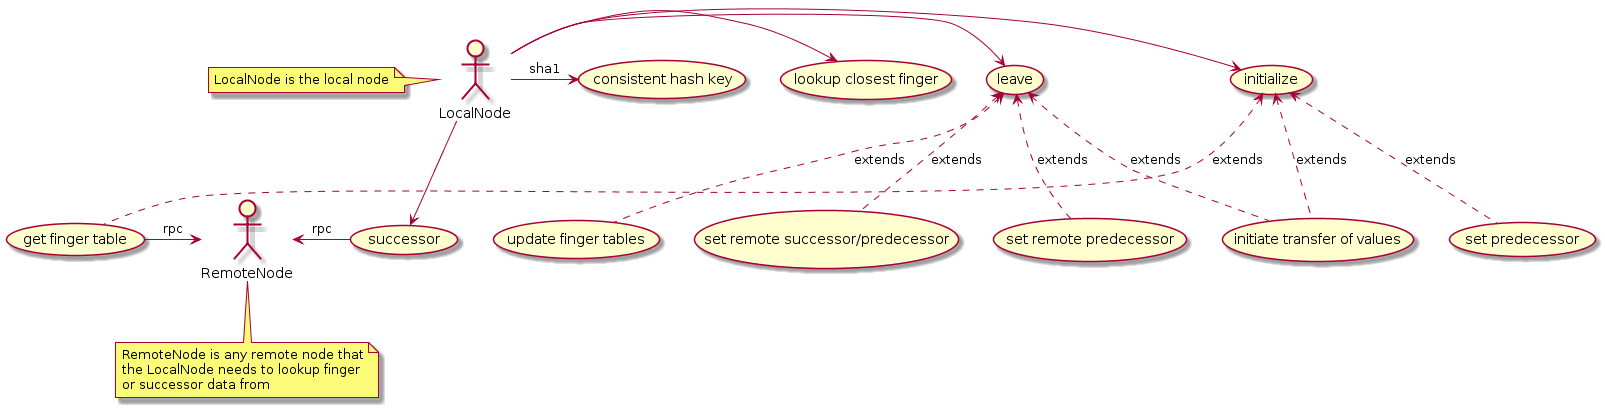 LocalNode is the local node
LocalNode
sha1
consistent hash key
lookup closest finger
leave
initialize
extends
extends
extends
extends
extends
extends
extends
get finger table
rpc
RemoteNode
rpc
successor
update finger tables
set remote successor/predecessor
set remote predecessor
initiate transfer of values
set predecessor
RemoteNode is any remote node that
the LocalNode needs to lookup finger
or successor data from